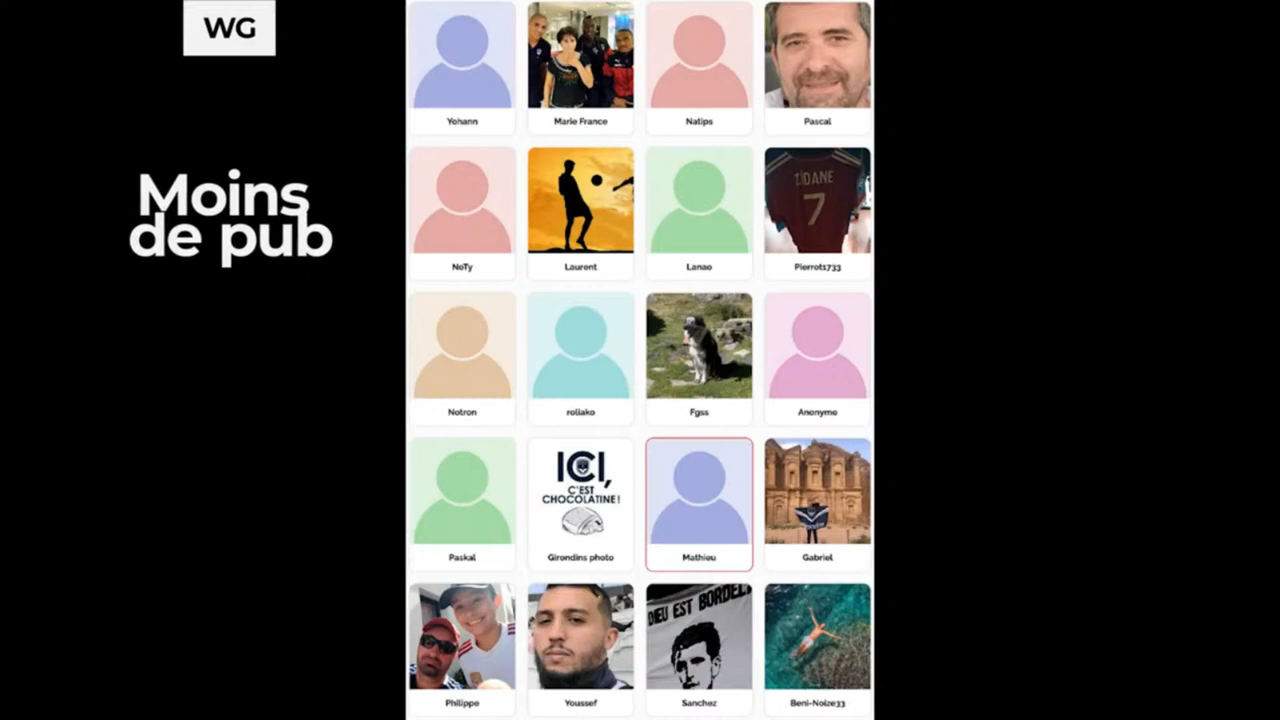 WG
Moins
de pub
Yohann
Marie France
Natips
Pascal
ZIDANE
7
NoTy
Laurent
Lanao
Pierrot1733
Notron
roliako
Fgss
Anonyme
ICI,
C'EST
CHOCOLATINE!
Paskal
Girondins photo
Mathieu
Gabriel
DIEU EST BORDEL
Philippe
Youssef
Sanchez
Beni-Noize33